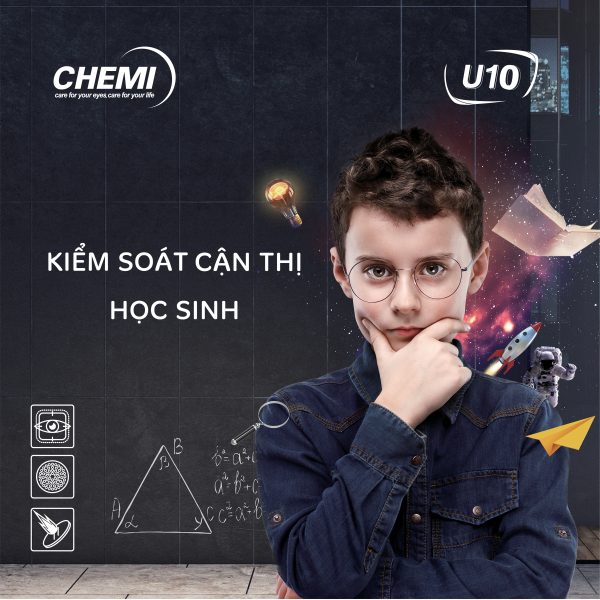 CHEMI
care for your eyes, care for your life
U10
KIỂM SOÁT CẬN THỊ
HỌC SINH
B
β
A
α
γ
C